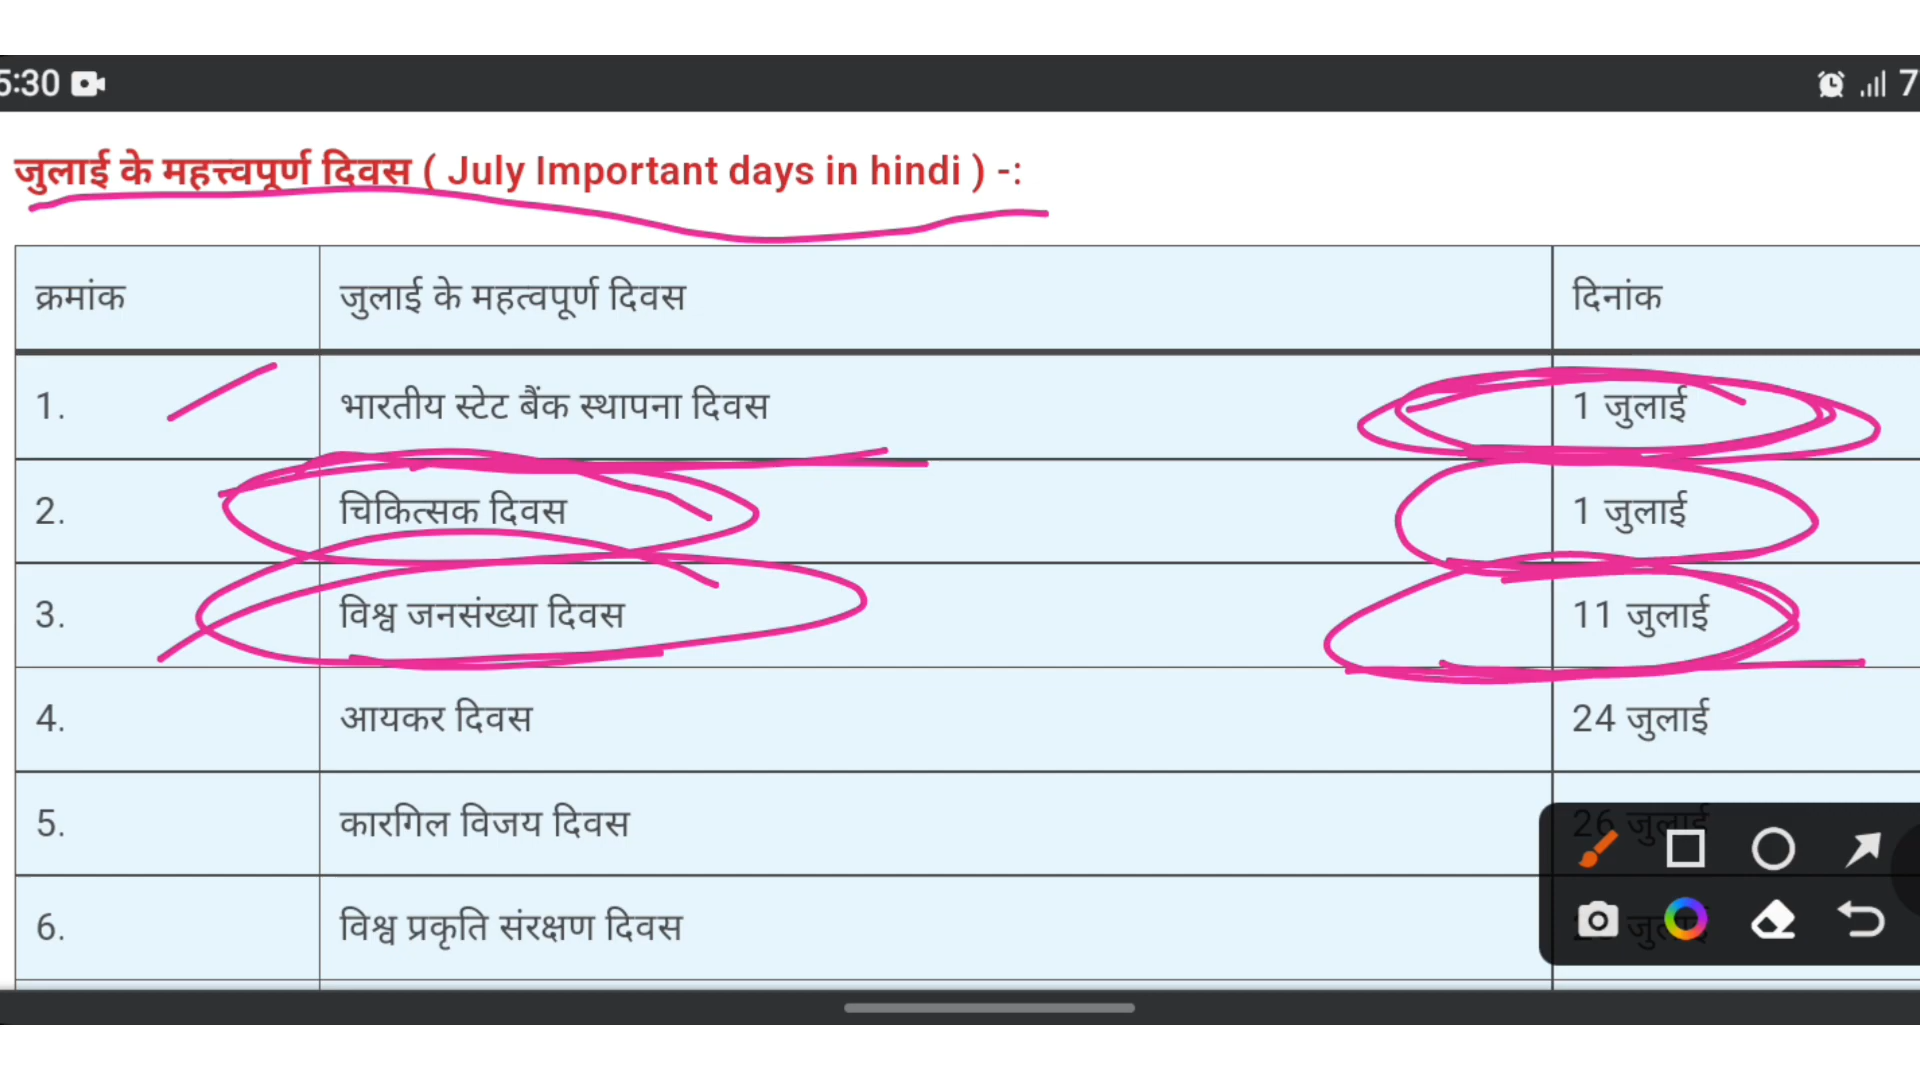 5:30
7
जुलाई के महत्त्वपूर्ण दिवस ( July Important days in hindi ) -:
क्रमांक जुलाई के महत्वपूर्ण दिवस दिनांक
1. भारतीय स्टेट बैंक स्थापना दिवस 1 जुलाई
2. चिकित्सक दिवस 1 जुलाई
3. विश्व जनसंख्या दिवस 11 जुलाई
4. आयकर दिवस 24 जुलाई
5. कारगिल विजय दिवस 26 जुलाई
6. विश्व प्रकृति संरक्षण दिवस जुलाई